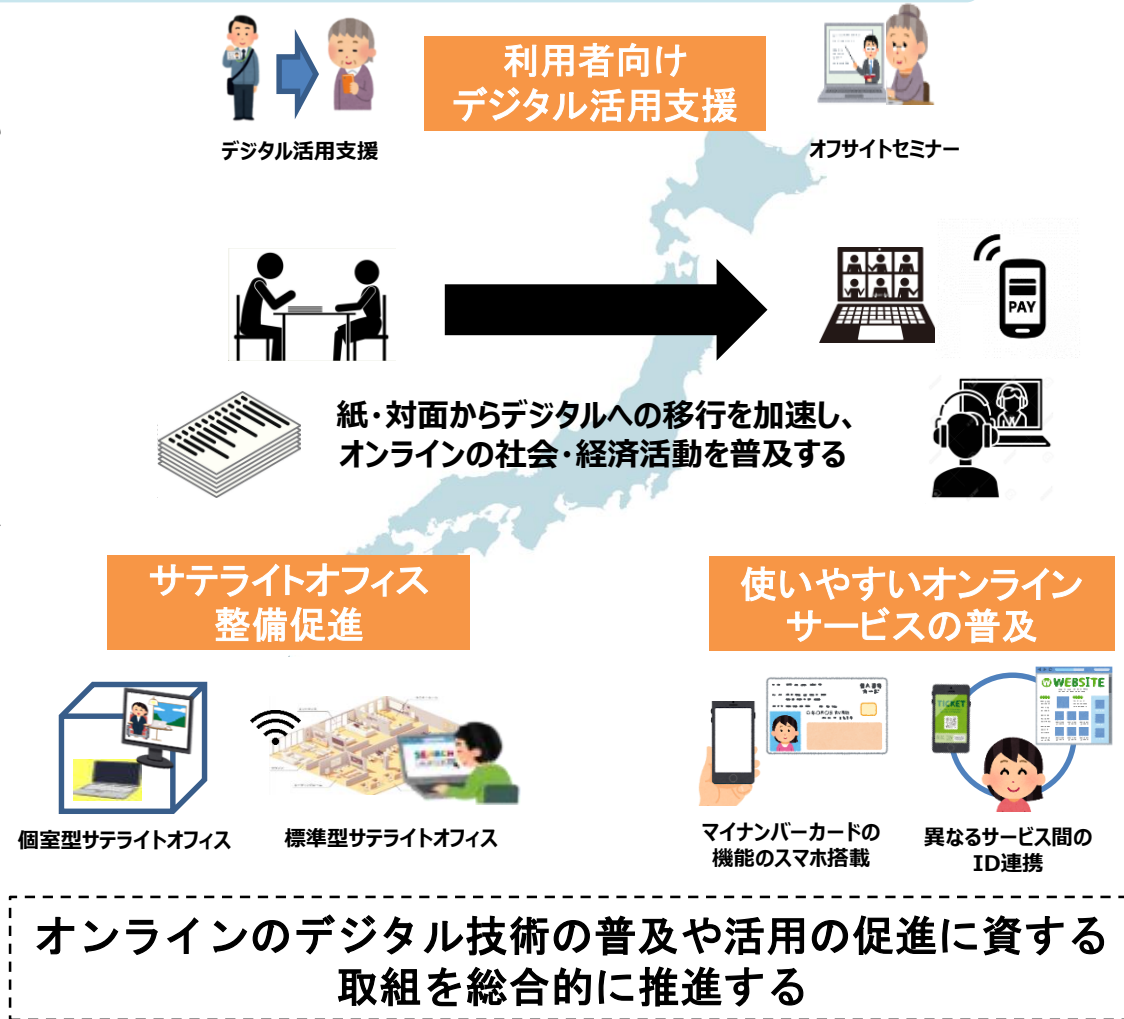 利用者向け
デジタル活用支援
デジタル活用支援
オフサイトセミナー
PAY
紙・対面からデジタルへの移行を加速し、
オンラインの社会・経済活動を普及する
サテライトオフィス
整備促進
使いやすいオンライン
サービスの普及
SEARCH
個人番号
カード
TICKET
WEBSITE
個室型サテライトオフィス
標準型サテライトオフィス
マイナンバーカードの
機能のスマホ搭載
異なるサービス間の
ID連携
オンラインのデジタル技術の普及や活用の促進に資する
取組を総合的に推進する